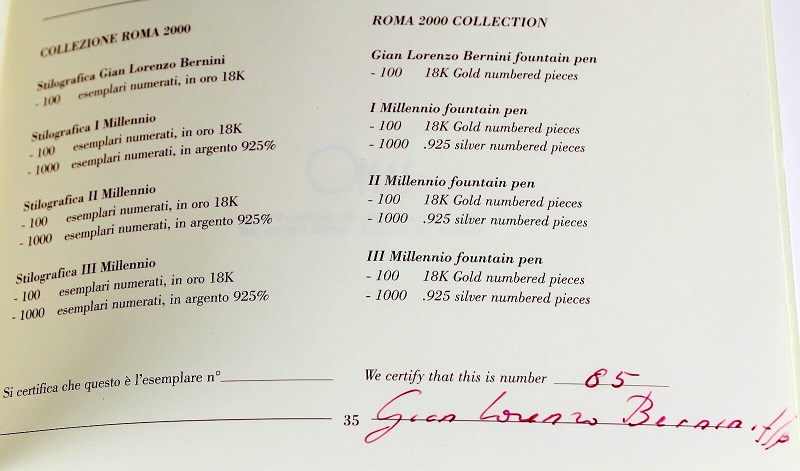 COLLEZIONE ROMA 2000
Stilografica Gian Lorenzo Bernini
- 100 esemplari numerati, in oro 18K
Stilografica I Millennio
- 100 esemplari numerati, in oro 18K
- 1000 esemplari numerati, in argento 925%
Stilografica II Millennio
- 100 esemplari numerati, in oro 18K
- 1000 esemplari numerati, in argento 925%
Stilografica III Millennio
- 100 esemplari numerati, in oro 18K
- 1000 esemplari numerati, in argento 925%
Si certifica che questo è l'esemplare n°
ROMA 2000 COLLECTION
Gian Lorenzo Bernini fountain pen
- 100 18K Gold numbered pieces
I Millennio fountain pen
- 100 18K Gold numbered pieces
- 1000 .925 silver numbered pieces
II Millennio fountain pen
- 100 18K Gold numbered pieces
- 1000 .925 silver numbered pieces
III Millennio fountain pen
- 100 18K Gold numbered pieces
- 1000 .925 silver numbered pieces
We certify that this is number 85
Gian Lorenzo Bernini f/p
35